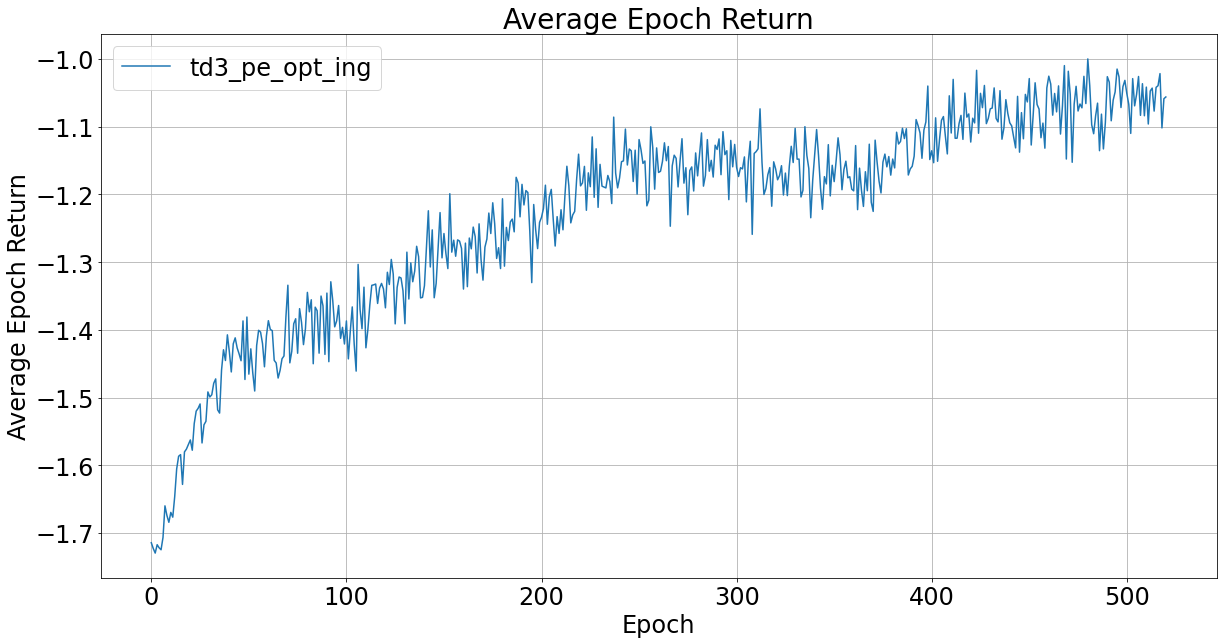 Average Epoch Return
td3_pe_opt_ing
Average Epoch Return
−1.0
−1.1
−1.2
−1.3
−1.4
−1.5
−1.6
−1.7
0 100 200 300 400 500
Epoch